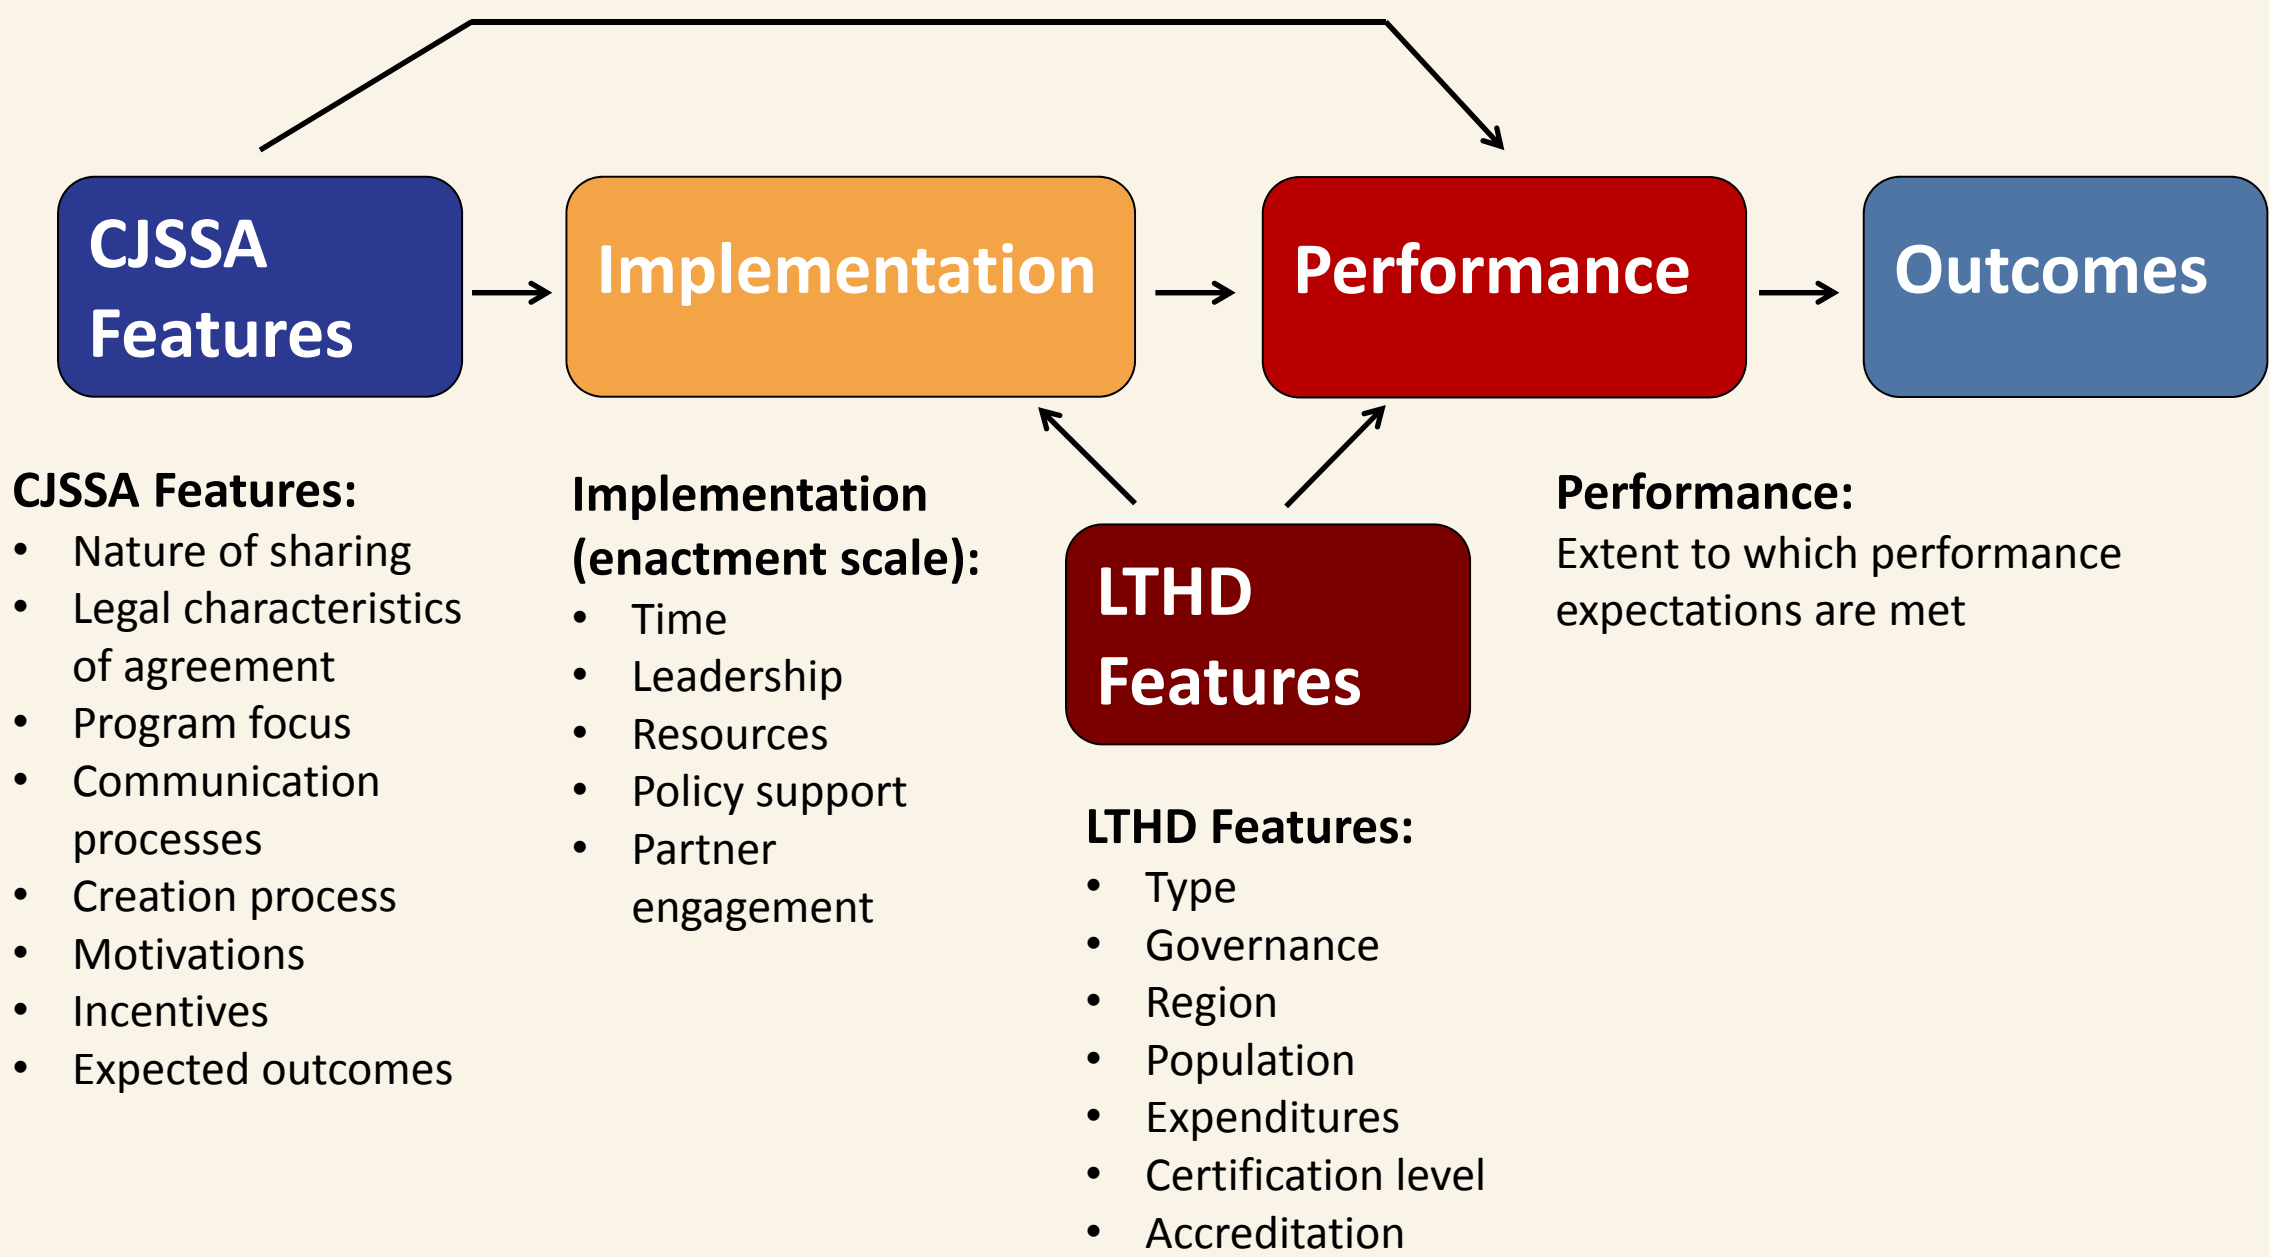 CJSSA
Features
Implementation
Performance
Outcomes
CJSSA Features:
• Nature of sharing
• Legal characteristics
of agreement
• Program focus
• Communication
processes
• Creation process
• Motivations
• Incentives
• Expected outcomes
Implementation
(enactment scale):
• Time
• Leadership
• Resources
• Policy support
• Partner
engagement
LTHD
Features
LTHD Features:
• Type
• Governance
• Region
• Population
• Expenditures
• Certification level
• Accreditation
Performance:
Extent to which performance
expectations are met